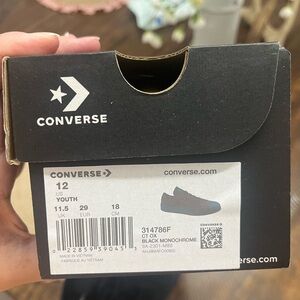 CONVERSE
CONVERSE
converse.com
12
US
YOUTH
11.5 29 18
UK EUR CM
314786F
CT OX
BLACK MONOCHROME
MADE IN VIETNAM
FABRIQUÉ AU VIETNAM
rse.com